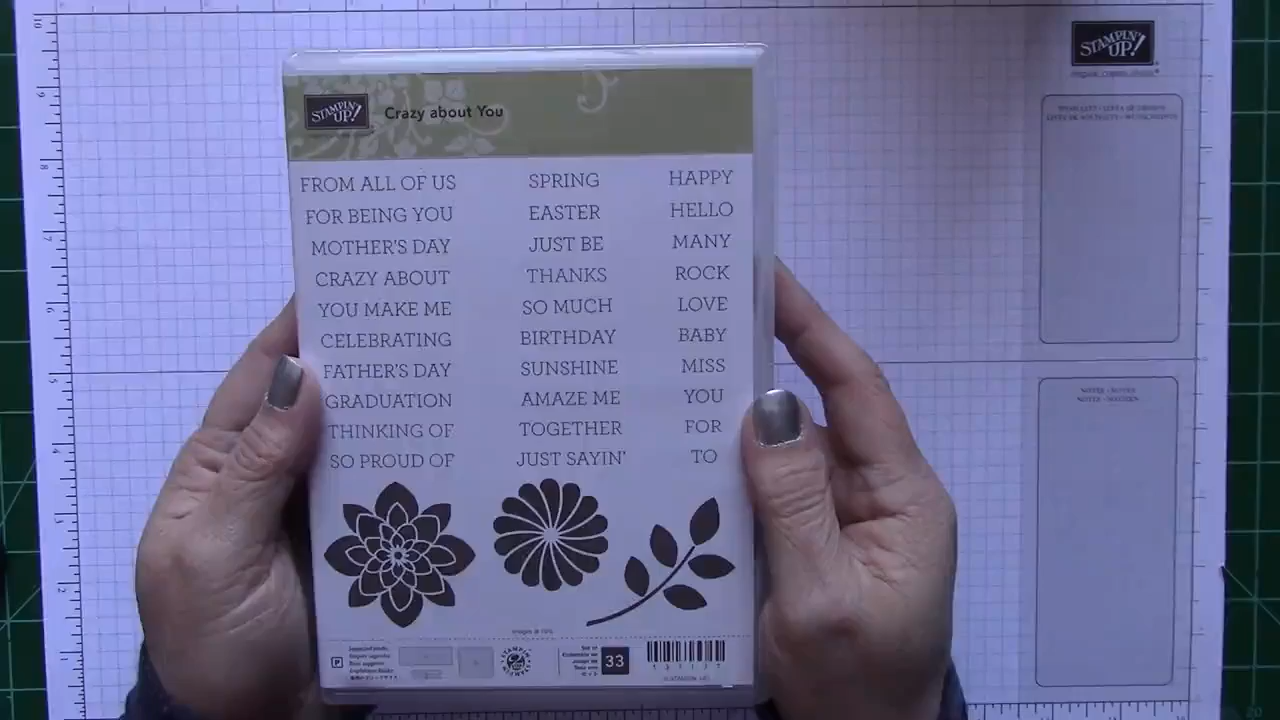 STAMPIN' UP!
Crazy about You
FROM ALL OF US
FOR BEING YOU
MOTHER'S DAY
CRAZY ABOUT
YOU MAKE ME
CELEBRATING
FATHER'S DAY
GRADUATION
THINKING OF
SO PROUD OF
SPRING
EASTER
JUST BE
THANKS
SO MUCH
BIRTHDAY
SUNSHINE
AMAZE ME
TOGETHER
JUST SAYIN'
HAPPY
HELLO
MANY
ROCK
LOVE
BABY
MISS
YOU
FOR
TO
P
33
STAMPIN' UP!